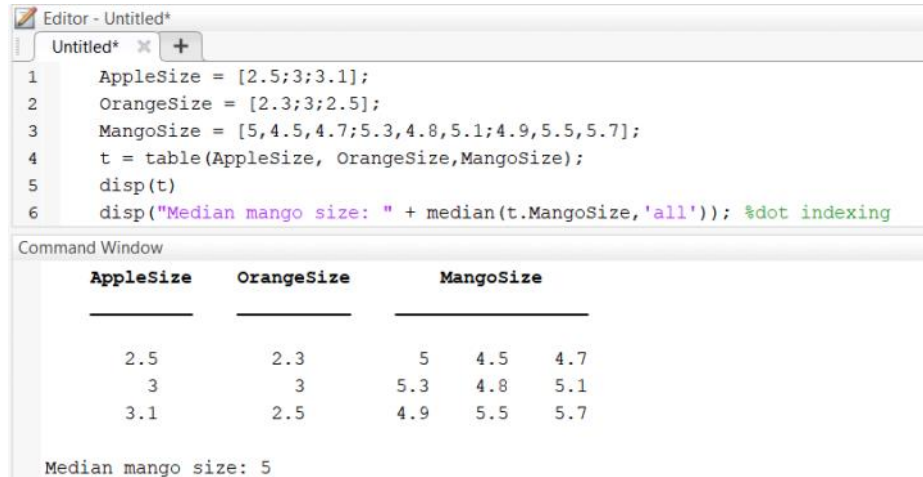 Editor - Untitled*
Untitled* × +
1 AppleSize = [2.5;3;3.1];
2 OrangeSize = [2.3;3;2.5];
3 MangoSize = [5,4.5,4.7;5.3,4.8,5.1;4.9,5.5,5.7];
4 t = table(AppleSize, OrangeSize,MangoSize);
5 disp(t)
6 disp("Median mango size: " + median(t.MangoSize,'all')); %dot indexing
Command Window
AppleSize OrangeSize MangoSize
2.5 2.3 5 4.5 4.7
3 3 5.3 4.8 5.1
3.1 2.5 4.9 5.5 5.7
Median mango size: 5